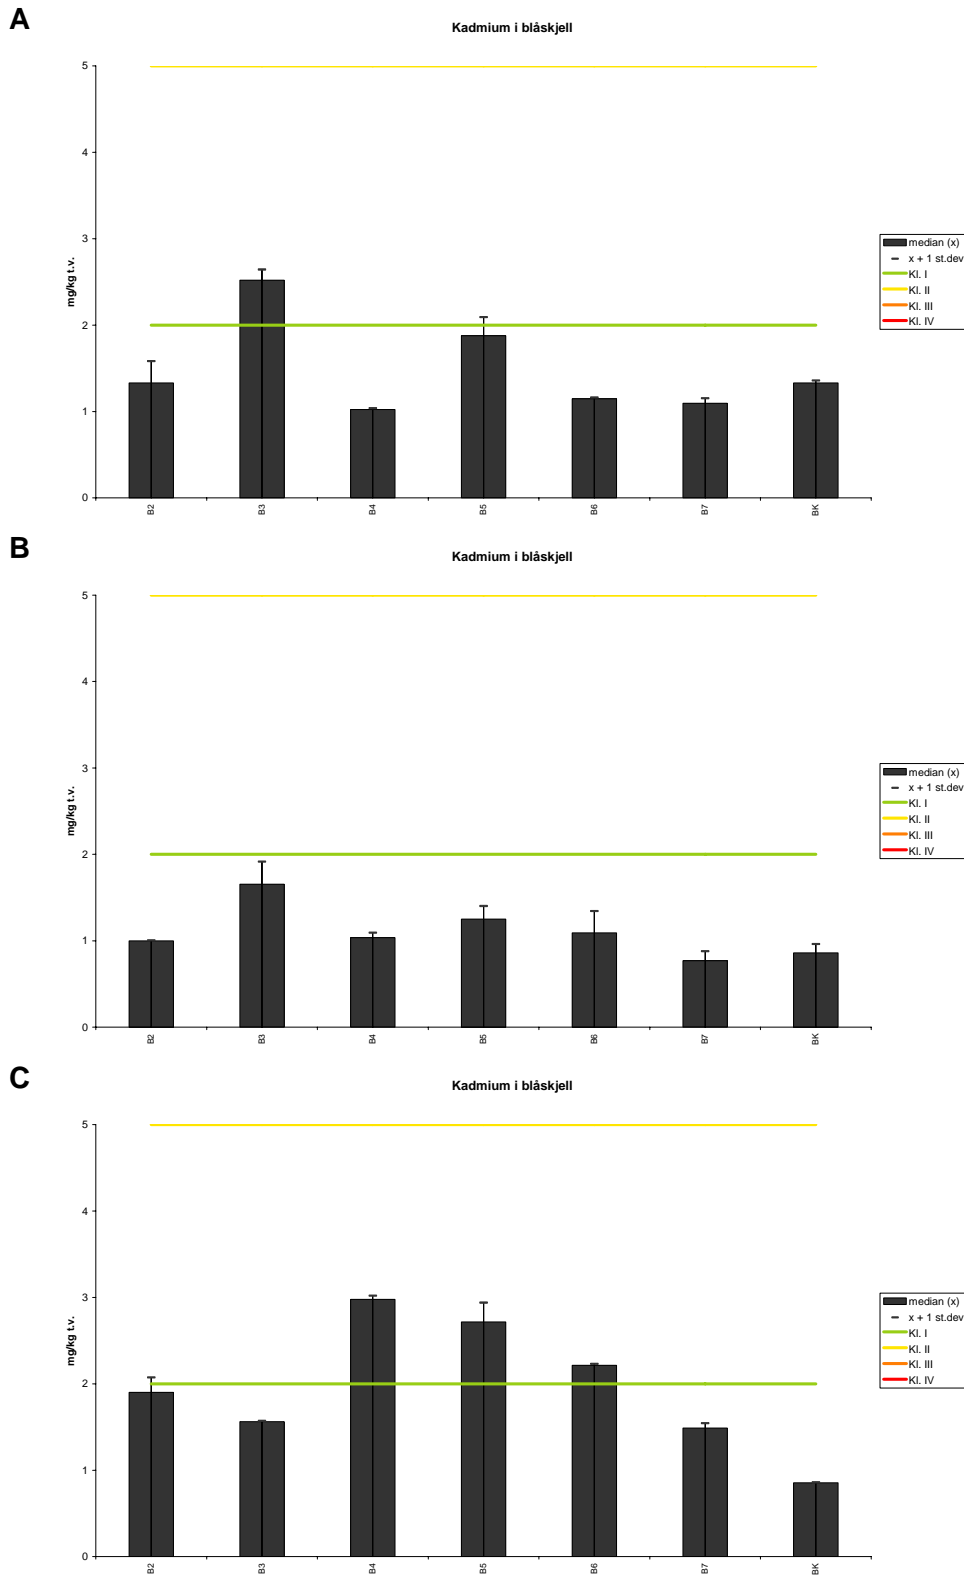 A
Kadmium i blåskjell
5
4
3
2
1
0
mg/kg t.v.
B2
B3
B4
B5
B6
B7
BK
median (x)
x + 1 st.dev
Kl. I
Kl. II
Kl. III
Kl. IV
B
Kadmium i blåskjell
5
4
3
2
1
0
mg/kg t.v.
B2
B3
B4
B5
B6
B7
BK
median (x)
x + 1 st.dev
Kl. I
Kl. II
Kl. III
Kl. IV
C
Kadmium i blåskjell
5
4
3
2
1
0
mg/kg t.v.
B2
B3
B4
B5
B6
B7
BK
median (x)
x + 1 st.dev
Kl. I
Kl. II
Kl. III
Kl. IV